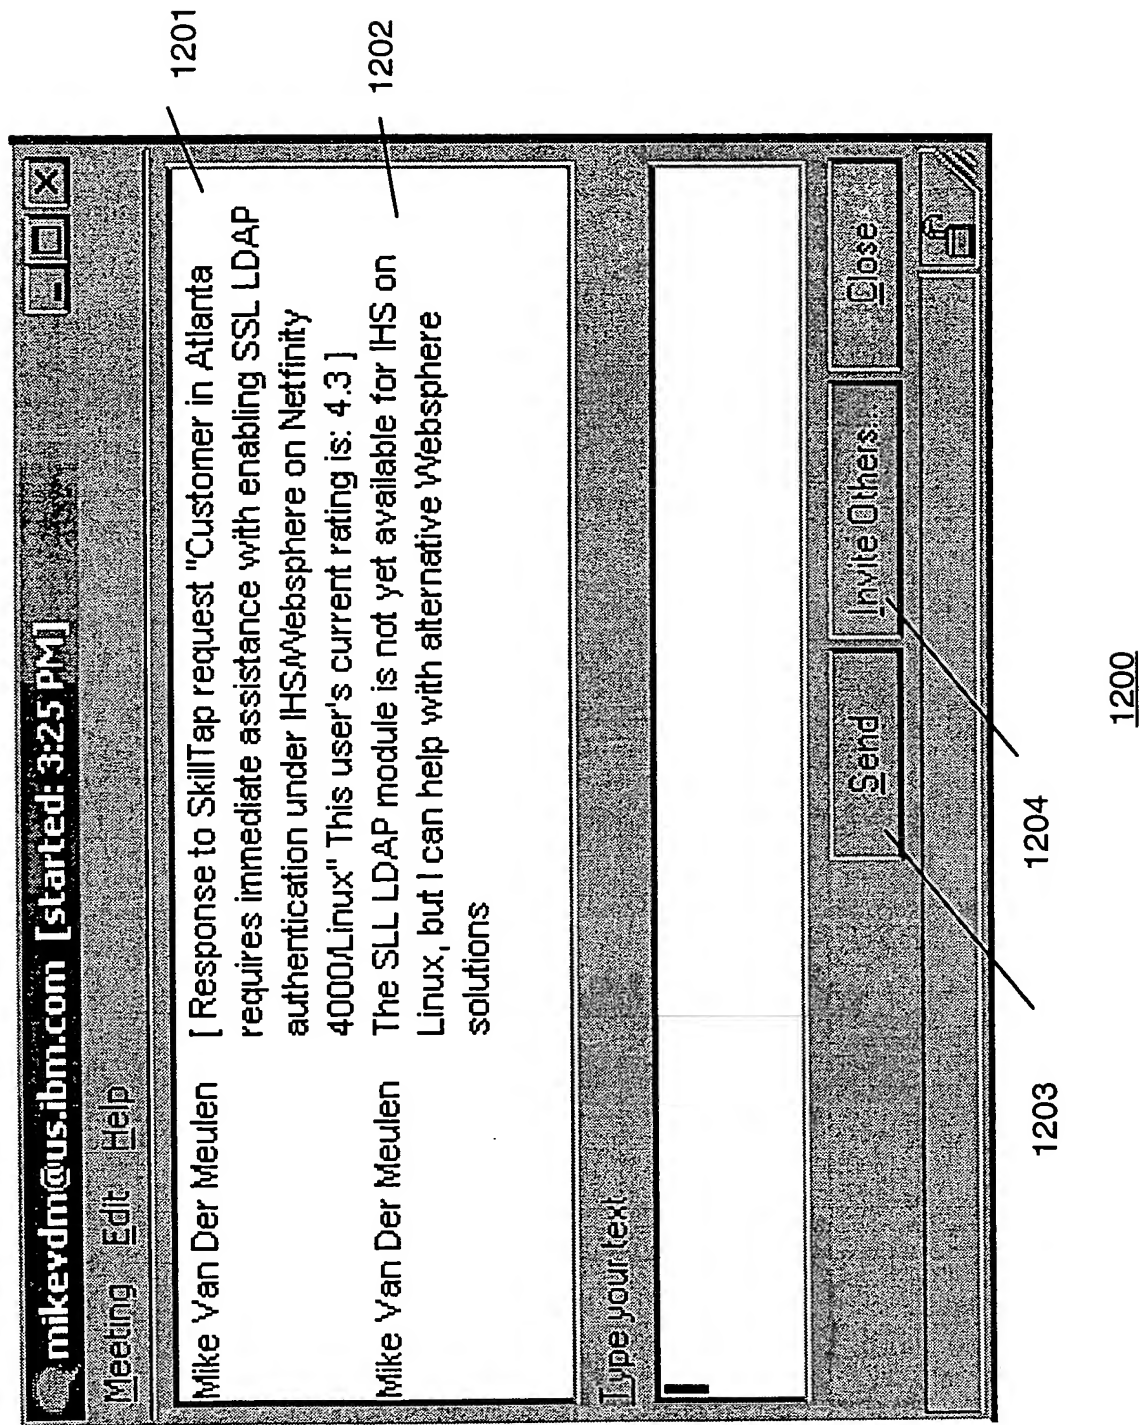 mikevdm@us.ibm.com [started: 3:25 PM]
Meeting Edit Help
Mike Van Der Meulen [ Response to SkillTap request "Customer in Atlanta
requires immediate assistance with enabling SSL LDAP
authentication under IHS/Websphere on Netfinity
4000/Linux" This user's current rating is: 4.3 ]
Mike Van Der Meulen The SLL LDAP module is not yet available for IHS on
Linux, but I can help with alternative Websphere
solutions
Type your text
Send Invite Others... Close
1201
1202
1203
1204
1200